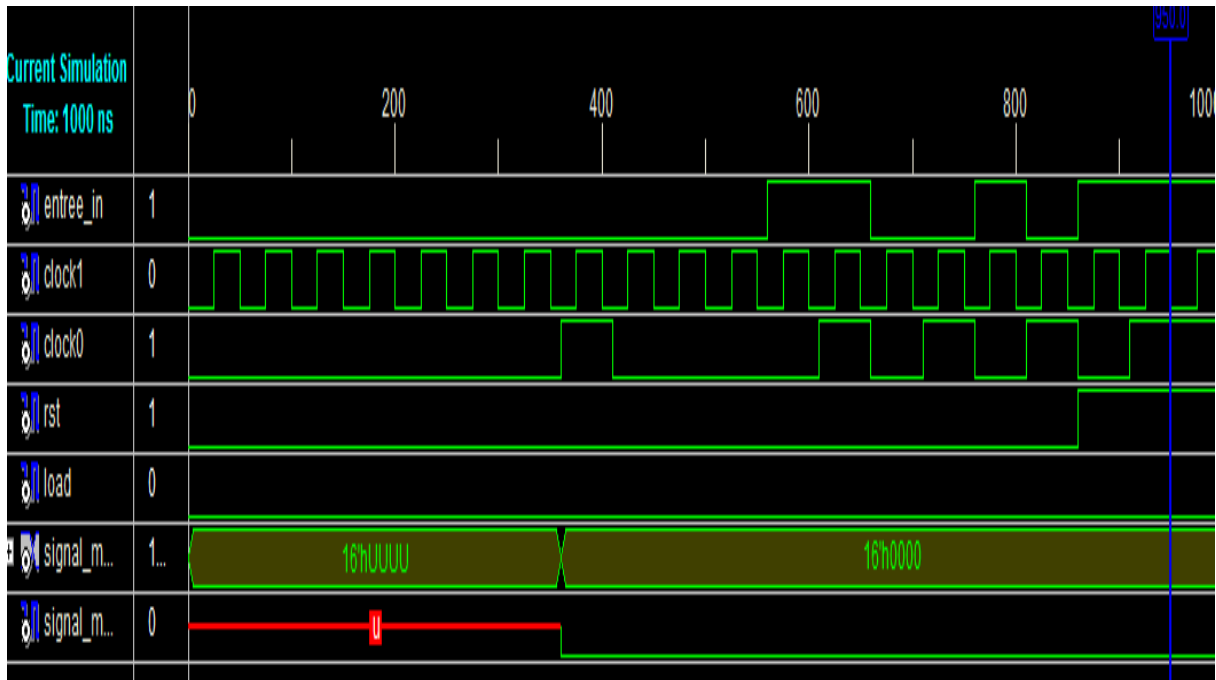 950.0
Current Simulation
Time: 1000 ns
0 200 400 600 800 100
entree_in 1
clock1 0
clock0 1
rst 1
load 0
signal_m... 1... 16'hUUUU 16'h0000
signal_m... 0 U